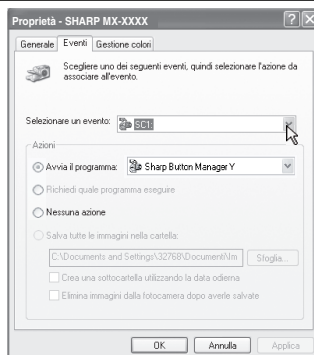 Proprietà - SHARP MX-XXXX
Generale Eventi Gestione colori
Scegliere uno dei seguenti eventi, quindi selezionare l'azione da
associare all'evento.
Selezionare un evento: SC1:
Azioni
Avvia il programma: Sharp Button Manager Y
Richiedi quale programma eseguire
Nessuna azione
Salva tutte le immagini nella cartella:
C:\Documents and Settings\32768\Documenti\Im Sfoglia...
Crea una sottocartella utilizzando la data odierna
Elimina immagini dalla fotocamera dopo averle salvate
OK Annulla Applica